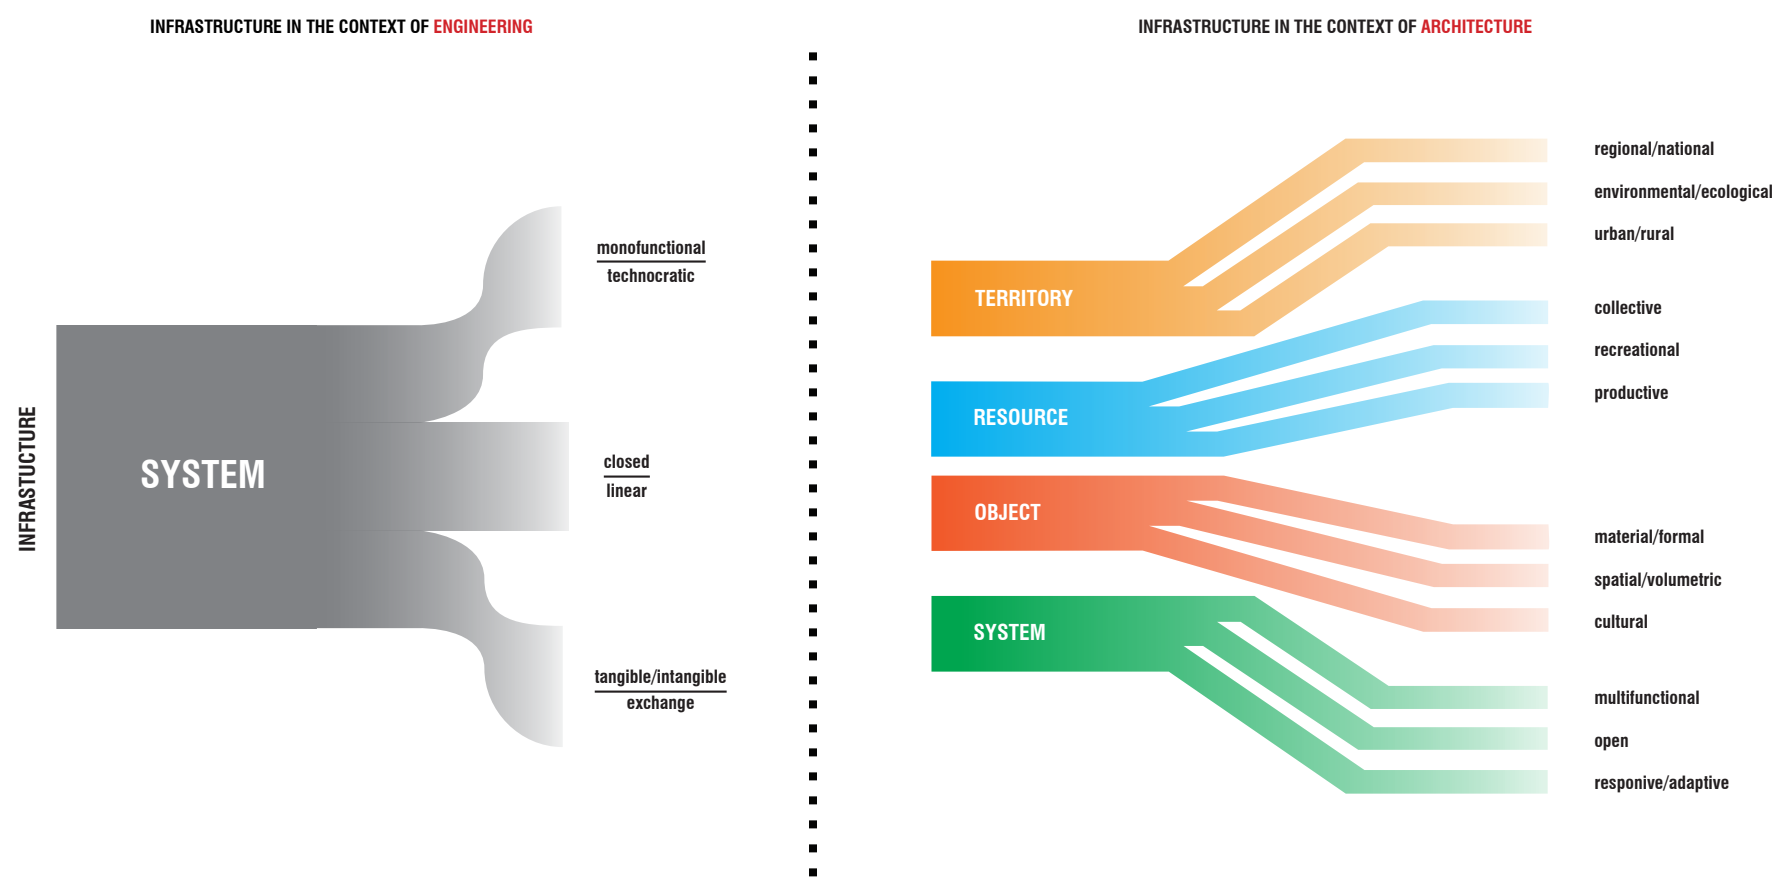 INFRASTRUCTURE IN THE CONTEXT OF ENGINEERING
INFRASTUCTURE
SYSTEM
monofunctional
technocratic
closed
linear
tangible/intangible
exchange
INFRASTRUCTURE IN THE CONTEXT OF ARCHITECTURE
TERRITORY
regional/national
environmental/ecological
urban/rural
RESOURCE
collective
recreational
productive
OBJECT
material/formal
spatial/volumetric
cultural
SYSTEM
multifunctional
open
responive/adaptive